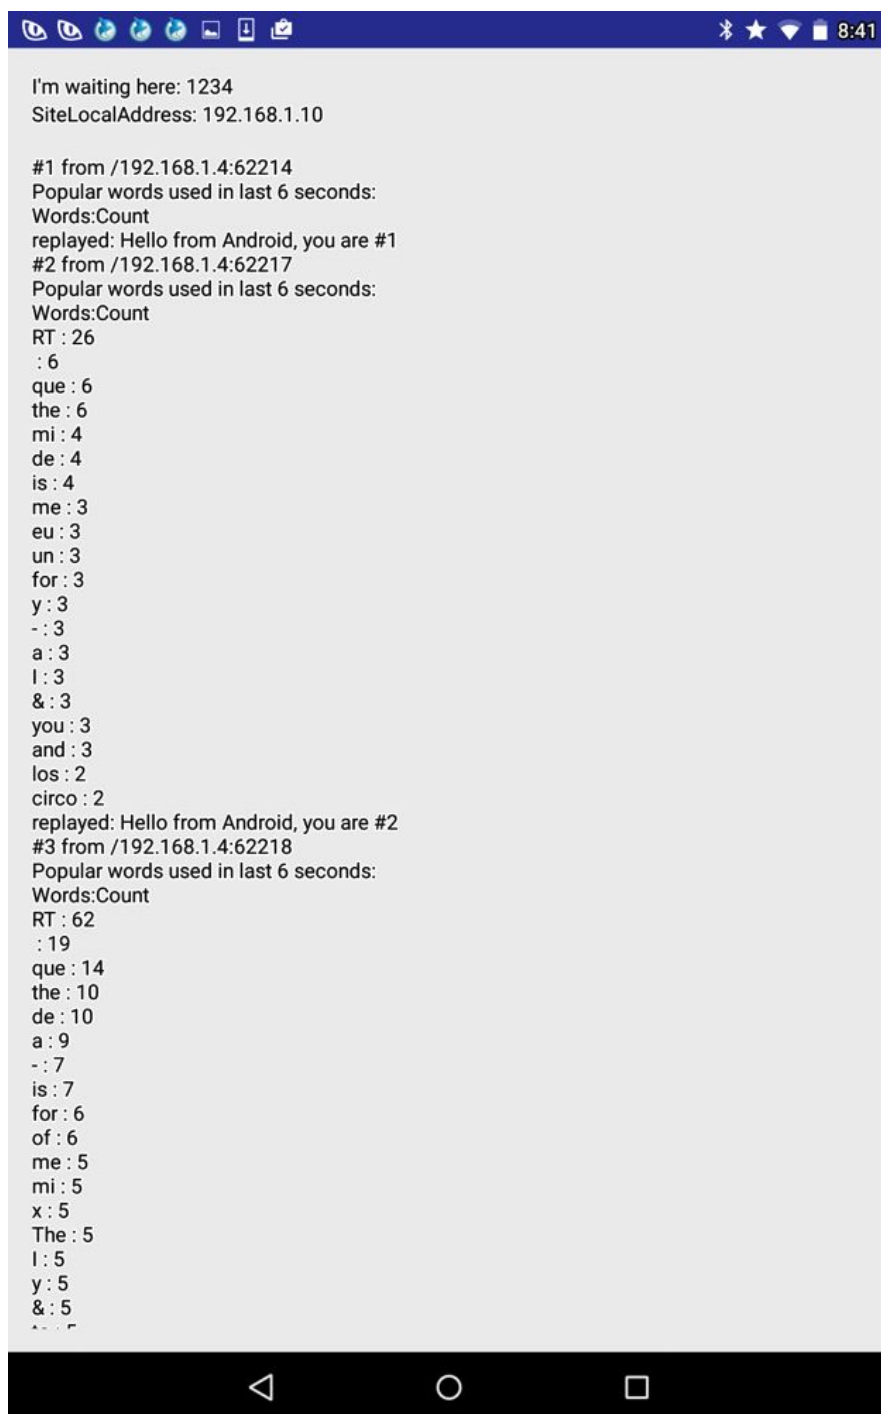 8:41
I'm waiting here: 1234
SiteLocalAddress: 192.168.1.10
#1 from /192.168.1.4:62214
Popular words used in last 6 seconds:
Words:Count
replayed: Hello from Android, you are #1
#2 from /192.168.1.4:62217
Popular words used in last 6 seconds:
Words:Count
RT : 26
: 6
que : 6
the : 6
mi : 4
de : 4
is : 4
me : 3
eu : 3
un : 3
for : 3
y : 3
- : 3
a : 3
I : 3
& : 3
you : 3
and : 3
los : 2
circo : 2
replayed: Hello from Android, you are #2
#3 from /192.168.1.4:62218
Popular words used in last 6 seconds:
Words:Count
RT : 62
: 19
que : 14
the : 10
de : 10
a : 9
- : 7
is : 7
for : 6
of : 6
me : 5
mi : 5
x : 5
The : 5
I : 5
y : 5
& : 5